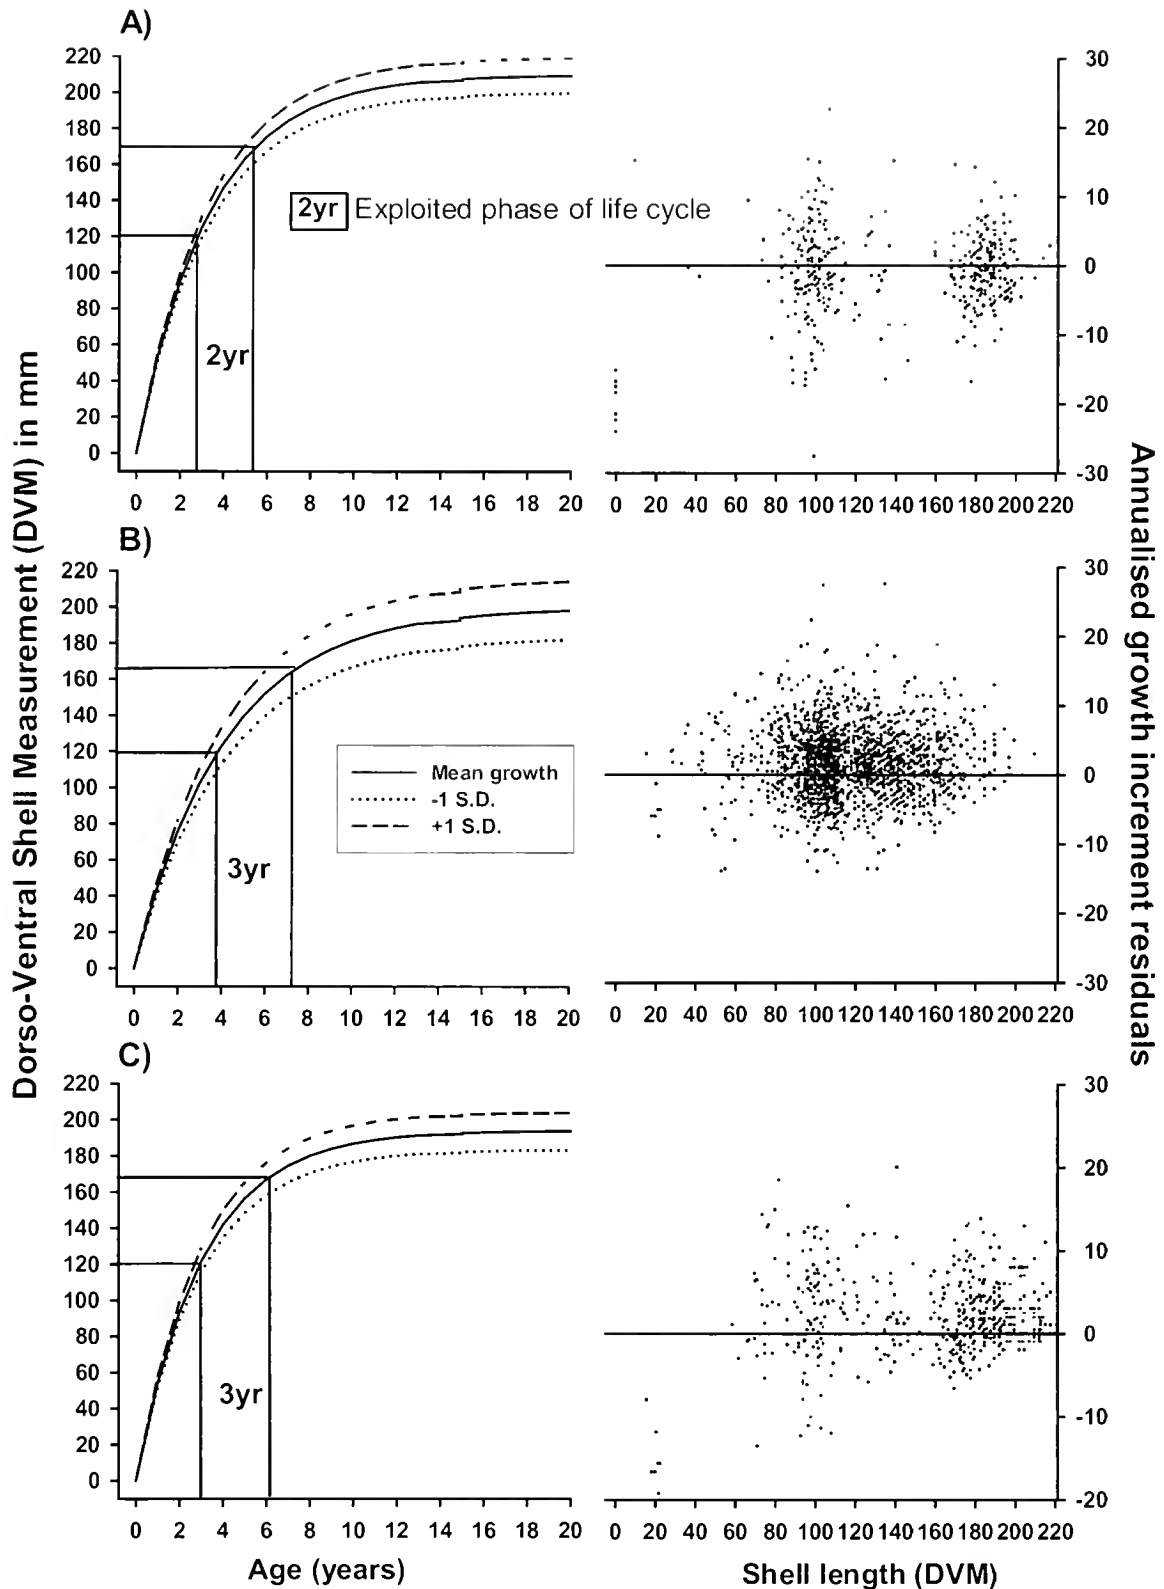 A)
220
200
180
160
140
120
100
80
60
40
20
0
2yr Exploited phase of life cycle
2yr
0 2 4 6 8 10 12 14 16 18 20
30
20
10
0
-10
-20
-30
0 20 40 60 80 100 120 140 160 180 200 220
B)
220
200
180
160
140
120
100
80
60
40
20
0
Mean growth
-1 S.D.
+1 S.D.
3yr
0 2 4 6 8 10 12 14 16 18 20
30
20
10
0
-10
-20
-30
0 20 40 60 80 100 120 140 160 180 200 220
C)
220
200
180
160
140
120
100
80
60
40
20
0
3yr
0 2 4 6 8 10 12 14 16 18 20
30
20
10
0
-10
-20
0 20 40 60 80 100 120 140 160 180 200 220
Dorso-Ventral Shell Measurement (DVM) in mm
Annualised growth increment residuals
Age (years)
Shell length (DVM)